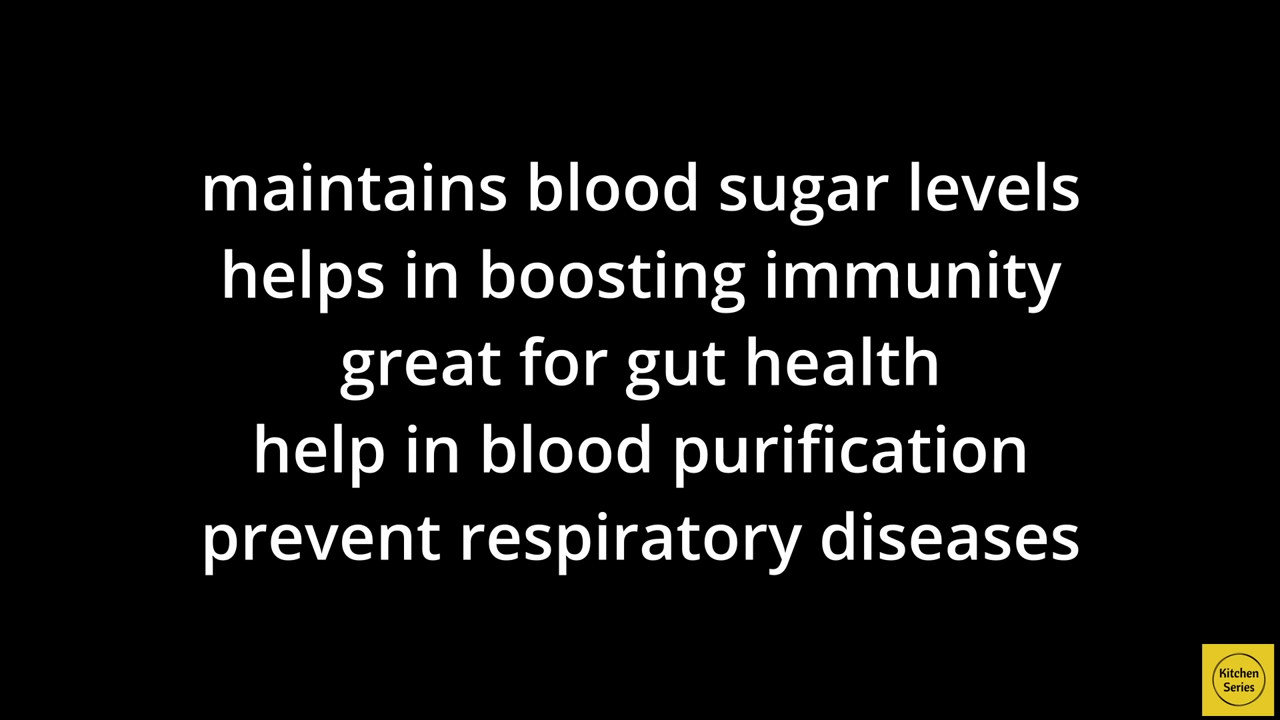 maintains blood sugar levels
helps in boosting immunity
great for gut health
help in blood purification
prevent respiratory diseases
Kitchen
Series